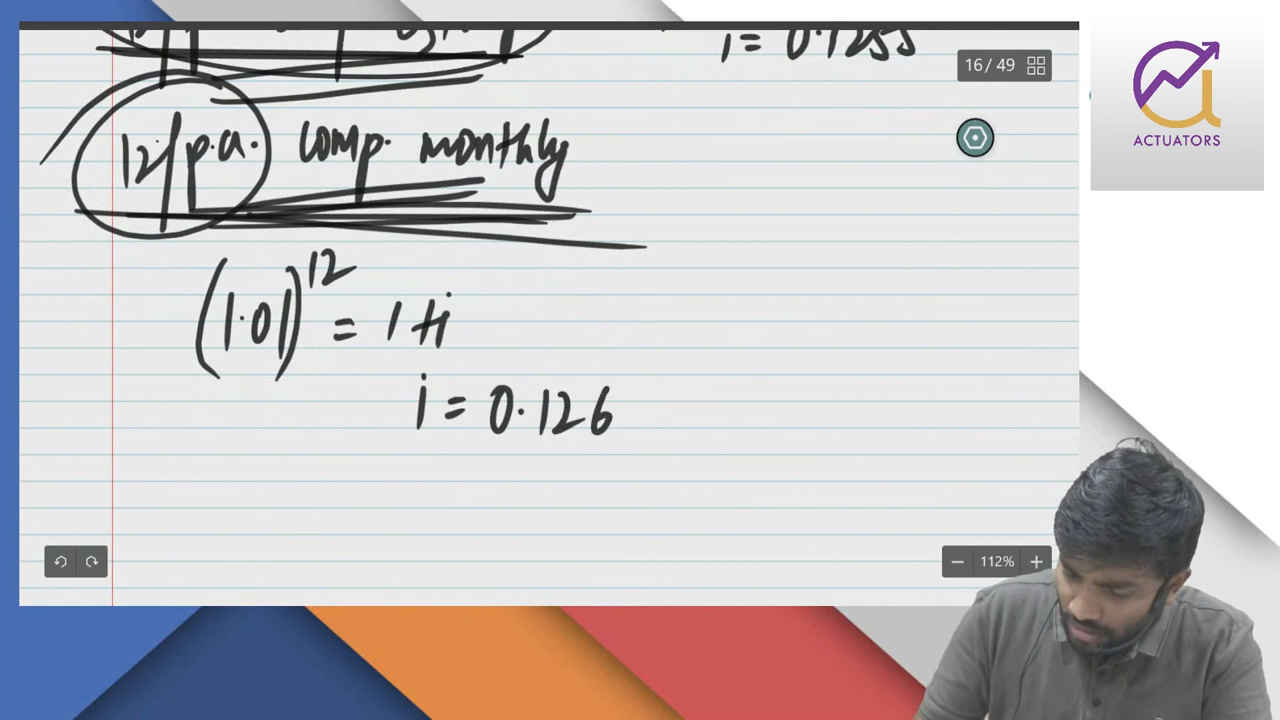 i = 0.1255
16 / 49
ACTUATORS
12% p.a. comp. monthly
(1.01)^12 = 1+i
i = 0.126
112%